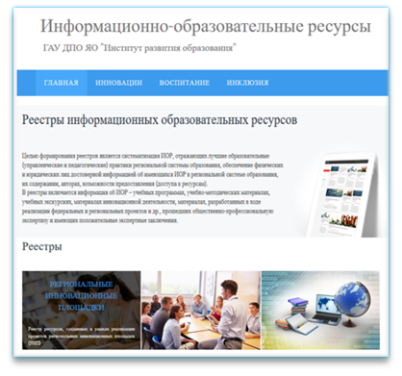 Информационно-образовательные ресурсы
ГАУ ДПО ЯО "Институт развития образования"
ГЛАВНАЯ ИННОВАЦИИ ВОСПИТАНИЕ ИНКЛЮЗИЯ
Реестры информационных образовательных ресурсов
Целью формирования реестров является систематизация ИОР, отражающих лучшие образовательные
(управленческие и педагогические) практики региональной системы образования, обеспечение физических
и юридических лиц достоверной информацией об имеющихся ИОР в региональной системе образования,
их содержании, авторах, возможности предоставления (доступа к ресурсам).
В реестры включается информация об ИОР – учебных программах, учебно-методических материалах,
учебных экскурсиях, материалах инновационной деятельности, материалах, разработанных в ходе
реализации федеральных и региональных проектов и др., прошедших общественно-профессиональную
экспертизу и имеющих положительные экспертные заключения.
Реестры
РЕГИОНАЛЬНЫЕ
ИННОВАЦИОННЫЕ
ПЛОЩАДКИ
Реестр ресурсов, созданных в рамках реализации
проектов региональных инновационных площадок
(РИП)